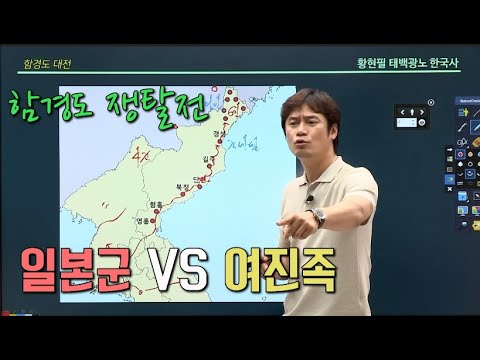 함경도 대전
황현필 태백광노 한국사
함경도 쟁탈전
경성
길주
단천
북청
함흥
영흥
일본군 VS 여진족